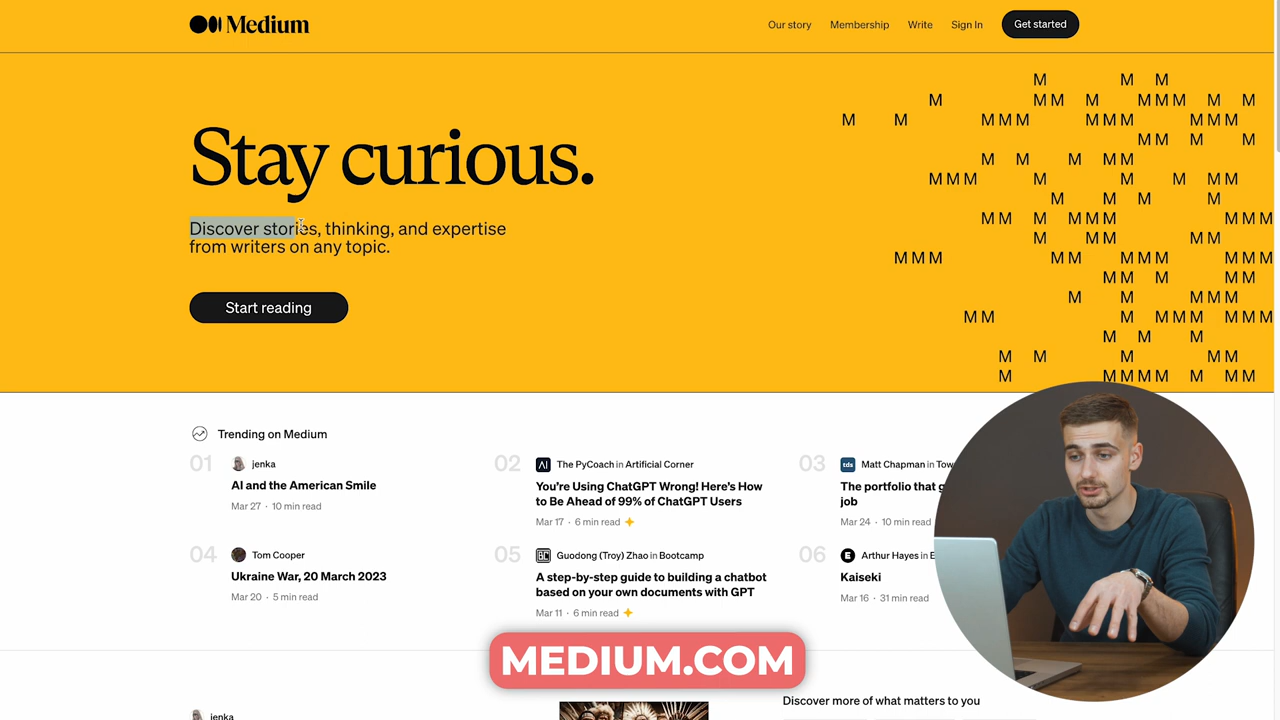 Medium
Our story Membership Write Sign In Get started
Stay curious.
Discover stories, thinking, and expertise
from writers on any topic.
Start reading
M M M
M M M M M M M M M
M M M M M M M M M M M M
M M M M
M M M M M
M M M M M M M
M M M M
M M M M M M M M M
M M M M M
M M M M M M M M M M M
M M M M M
M M M M M
M M M M M M M M M
M M M
M M M M M
M M M M M M M M
Trending on Medium
01 jenka
AI and the American Smile
Mar 27 · 10 min read
02 The PyCoach in Artificial Corner
You're Using ChatGPT Wrong! Here's How
to Be Ahead of 99% of ChatGPT Users
Mar 17 · 6 min read
03 tds Matt Chapman in
The portfolio that
job
Mar 24 · 10 min read
04 Tom Cooper
Ukraine War, 20 March 2023
Mar 20 · 5 min read
05 Guodong (Troy) Zhao in Bootcamp
A step-by-step guide to building a chatbot
based on your own documents with GPT
Mar 11 · 6 min read
06 Arthur Hayes in
Kaiseki
Mar 16 · 31 min read
MEDIUM.COM
jenka
Discover more of what matters to you